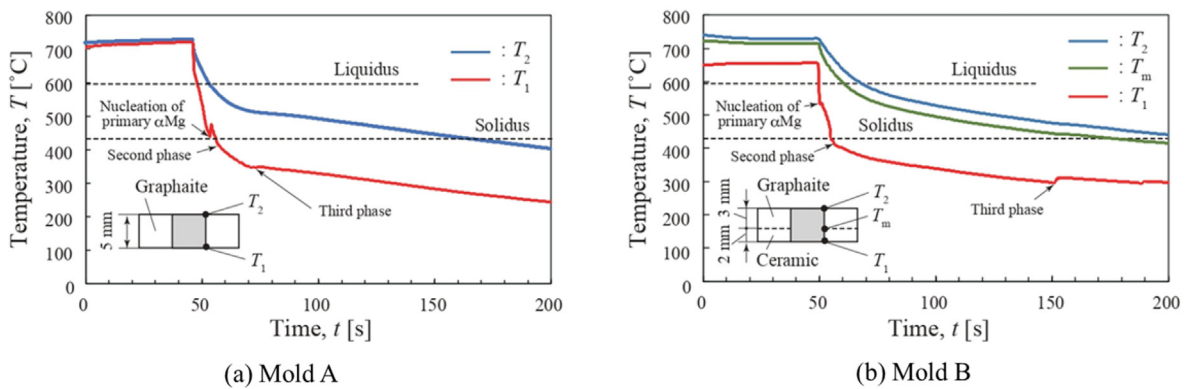 800
700
600
500
400
300
200
100
0
Temperature, T [˚C]
0
50
100
150
200
Time, t [s]
: T2
: T1
Liquidus
Solidus
Nucleation of
primary αMg
Second phase
Third phase
Graphaite
5 mm
T2
T1
(a) Mold A
800
700
600
500
400
300
200
100
0
Temperature, T [˚C]
0
50
100
150
200
Time, t [s]
: T2
: Tm
: T1
Liquidus
Solidus
Nucleation of
primary αMg
Second phase
Third phase
Graphaite
3 mm
2 mm
Ceramic
T2
Tm
T1
(b) Mold B